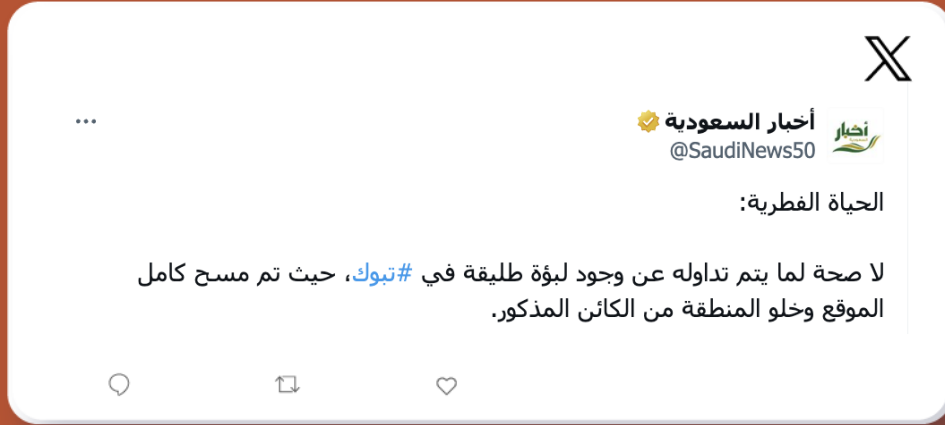 أخبار السعودية
@SaudiNews50
أخبار
الحياة الفطرية:
لا صحة لما يتم تداوله عن وجود لبؤة طليقة في #تبوك، حيث تم مسح كامل
الموقع وخلو المنطقة من الكائن المذكور.